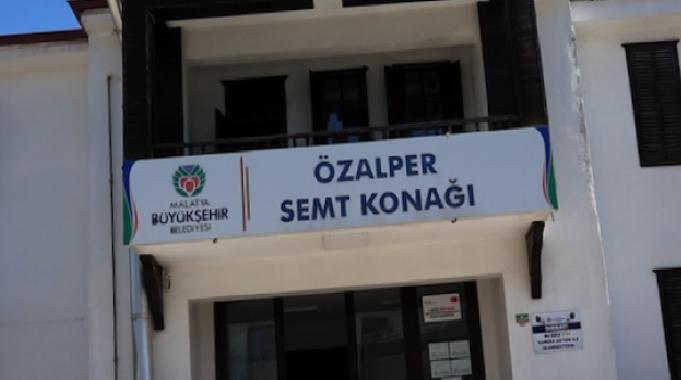 ÖZALPER
SEMT KONAĞI
MALATYA
BÜYÜKŞEHİR
BELEDİYESİ